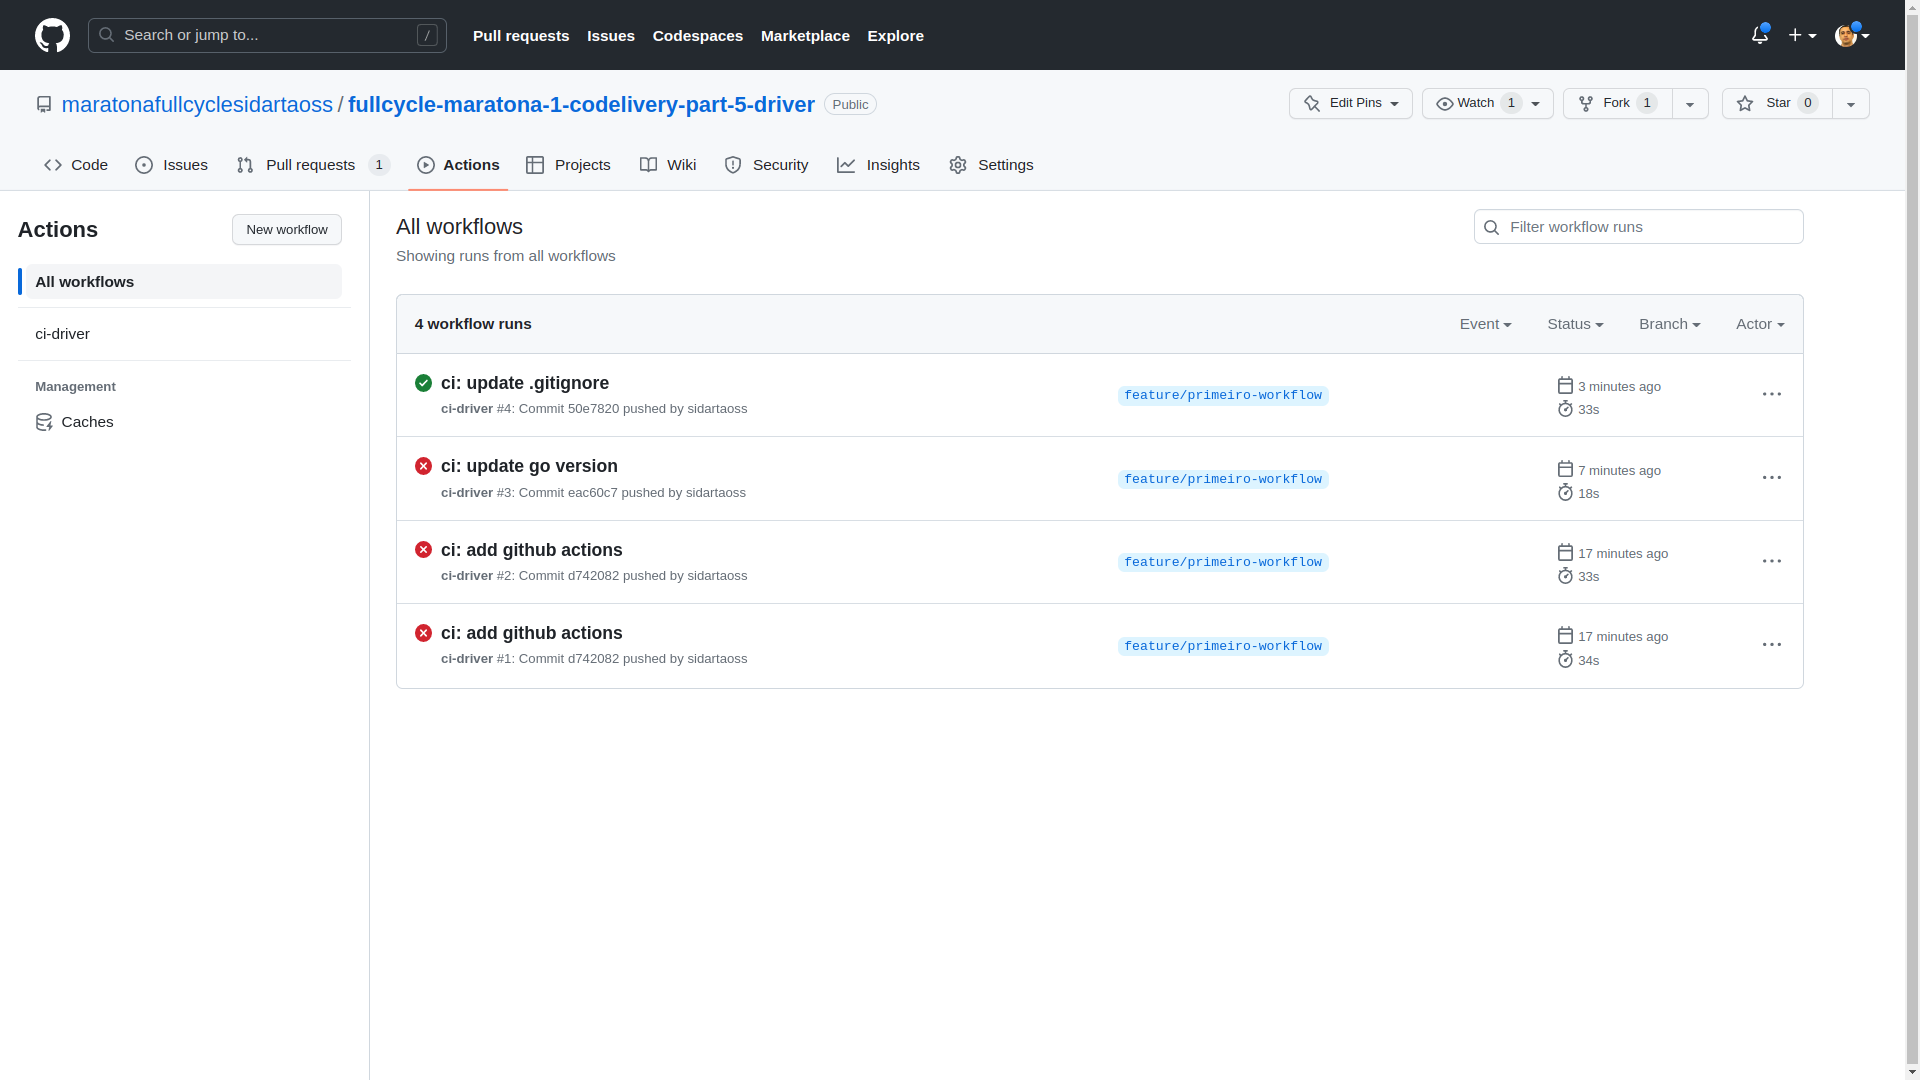 Search or jump to... /
Pull requests Issues Codespaces Marketplace Explore
maratonafullcyclesidartaoss / fullcycle-maratona-1-codelivery-part-5-driver Public
Edit Pins Watch 1 Fork 1 Star 0
Code Issues Pull requests 1 Actions Projects Wiki Security Insights Settings
Actions
New workflow
All workflows
ci-driver
Management
Caches
All workflows
Showing runs from all workflows
Filter workflow runs
4 workflow runs
Event Status Branch Actor
ci: update .gitignore
ci-driver #4: Commit 50e7820 pushed by sidartaoss
feature/primeiro-workflow
3 minutes ago
33s
ci: update go version
ci-driver #3: Commit eac60c7 pushed by sidartaoss
feature/primeiro-workflow
7 minutes ago
18s
ci: add github actions
ci-driver #2: Commit d742082 pushed by sidartaoss
feature/primeiro-workflow
17 minutes ago
33s
ci: add github actions
ci-driver #1: Commit d742082 pushed by sidartaoss
feature/primeiro-workflow
17 minutes ago
34s